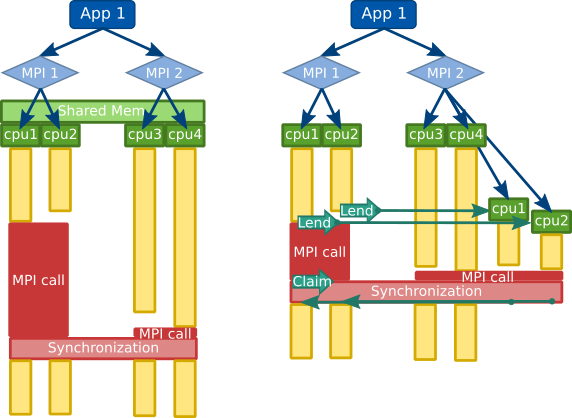 App 1
MPI 1
MPI 2
Shared Mem
cpu1
cpu2
cpu3
cpu4
MPI call
MPI call
Synchronization
App 1
MPI 1
MPI 2
cpu1
cpu2
cpu3
cpu4
cpu1
cpu2
Lend
Lend
MPI call
MPI call
Claim
Synchronization